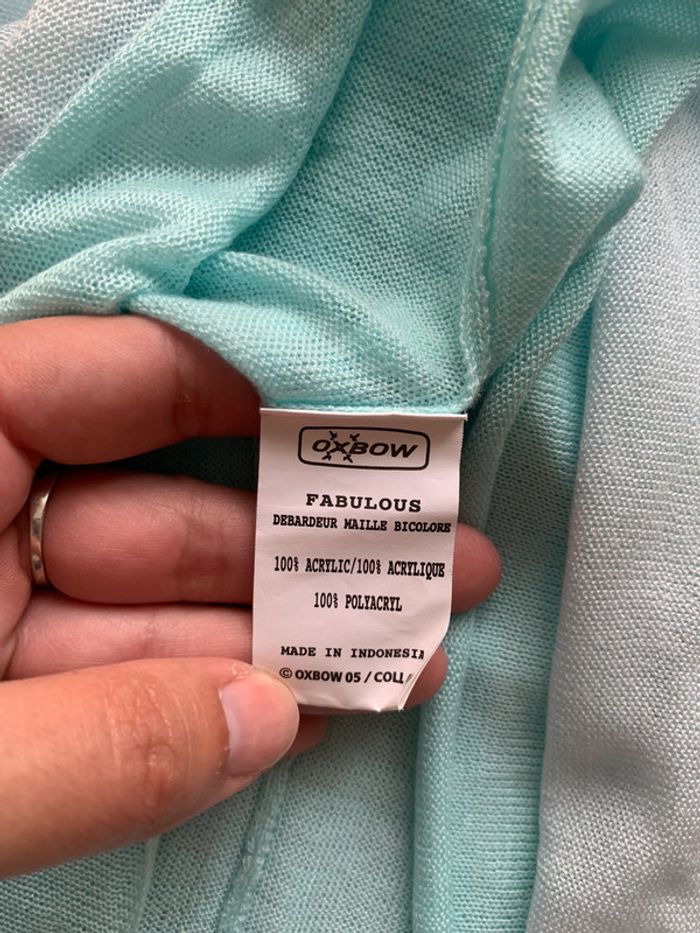 OXBOW
FABULOUS
DEBARDEUR MAILLE BICOLORE
100% ACRYLIC/100% ACRYLIQUE
100% POLYACRYL
MADE IN INDONESIA
© OXBOW 05 / COLL